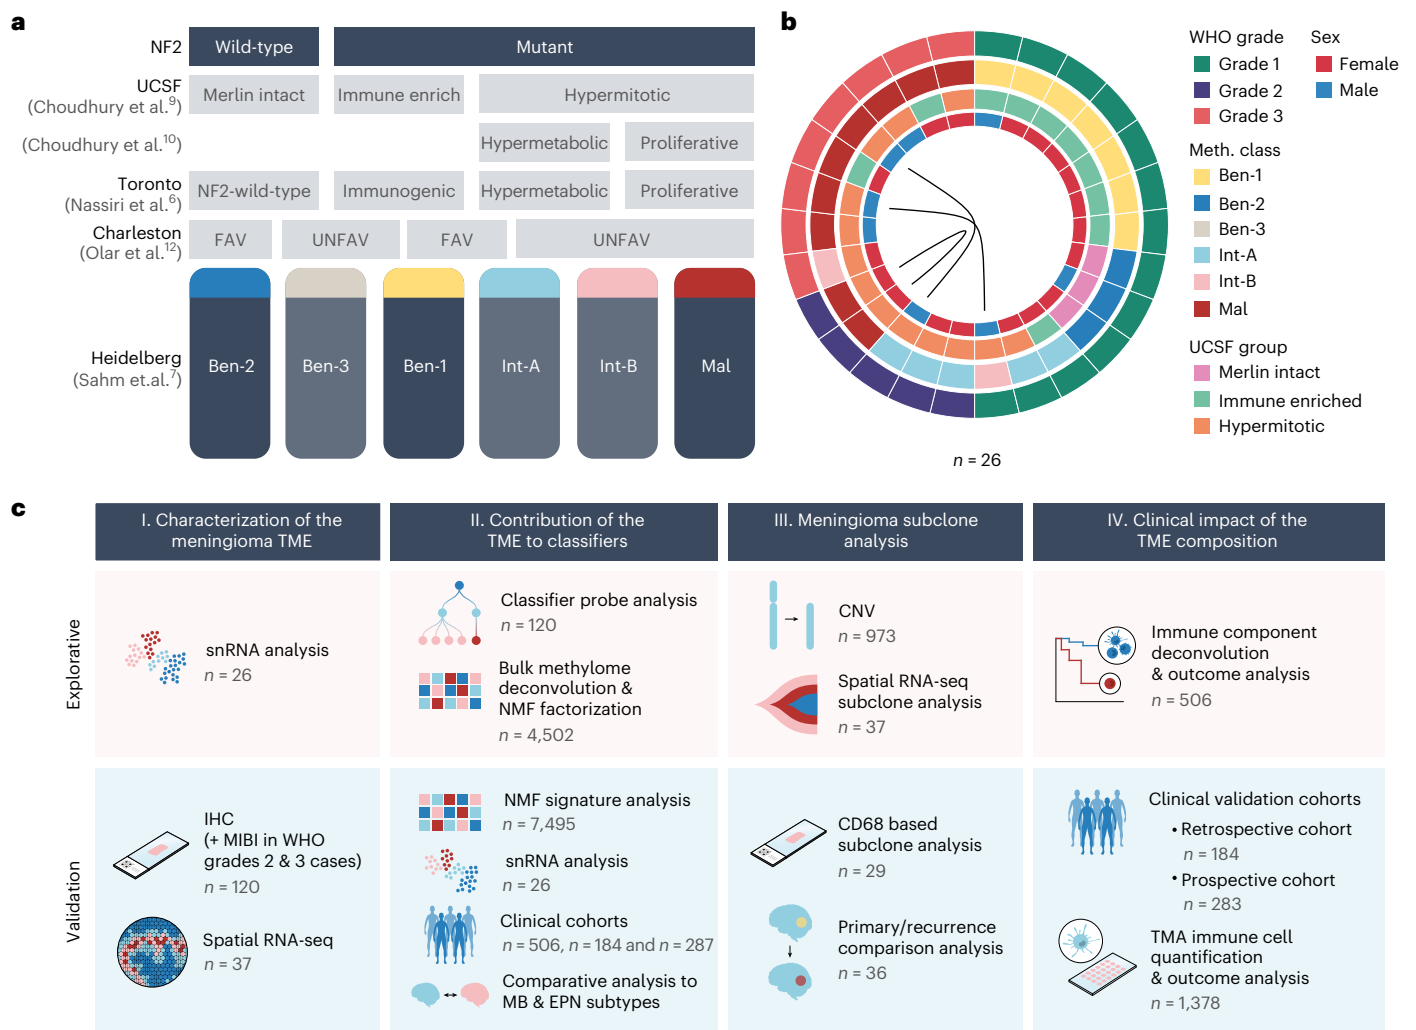 a
NF2
Wild-type
Mutant
UCSF
(Choudhury et al.9)
Merlin intact
Immune enrich
Hypermitotic
(Choudhury et al.10)
Hypermetabolic
Proliferative
Toronto
(Nassiri et al.6)
NF2-wild-type
Immunogenic
Hypermetabolic
Proliferative
Charleston
(Olar et al.12)
FAV
UNFAV
FAV
UNFAV
Heidelberg
(Sahm et.al.7)
Ben-2
Ben-3
Ben-1
Int-A
Int-B
Mal
b
n = 26
WHO grade
Grade 1
Grade 2
Grade 3
Sex
Female
Male
Meth. class
Ben-1
Ben-2
Ben-3
Int-A
Int-B
Mal
UCSF group
Merlin intact
Immune enriched
Hypermitotic
c
I. Characterization of the
meningioma TME
II. Contribution of the
TME to classifiers
III. Meningioma subclone
analysis
IV. Clinical impact of the
TME composition
Explorative
snRNA analysis
n = 26
Classifier probe analysis
n = 120
Bulk methylome
deconvolution &
NMF factorization
n = 4,502
CNV
n = 973
Spatial RNA-seq
subclone analysis
n = 37
Immune component
deconvolution
& outcome analysis
n = 506
Validation
IHC
(+ MIBI in WHO
grades 2 & 3 cases)
n = 120
Spatial RNA-seq
n = 37
NMF signature analysis
n = 7,495
snRNA analysis
n = 26
Clinical cohorts
n = 506, n = 184 and n = 287
Comparative analysis to
MB & EPN subtypes
CD68 based
subclone analysis
n = 29
Primary/recurrence
comparison analysis
n = 36
Clinical validation cohorts
• Retrospective cohort
n = 184
• Prospective cohort
n = 283
TMA immune cell
quantification
& outcome analysis
n = 1,378